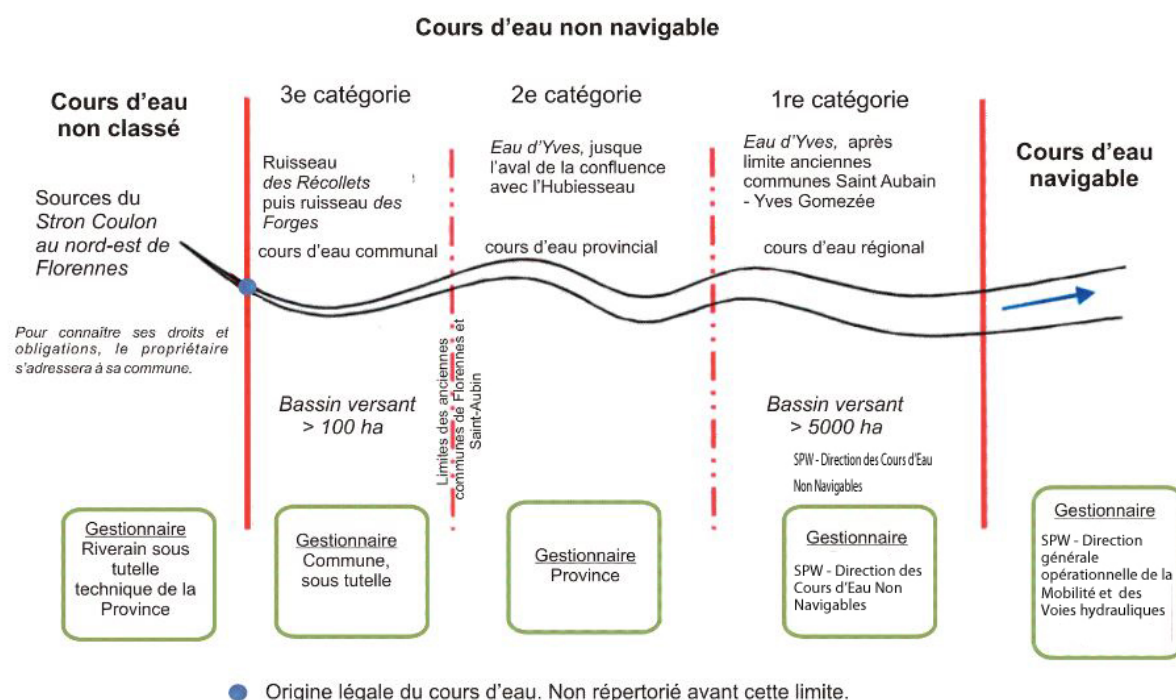 Cours d'eau non navigable
Cours d'eau
non classé
3e catégorie
2e catégorie
1re catégorie
Cours d'eau
navigable
Sources du
Stron Coulon
au nord-est de
Florennes
Ruisseau
des Récollets
puis ruisseau des
Forges
cours d'eau communal
Eau d'Yves, jusque
l'aval de la confluence
avec l'Hubiesseau
cours d'eau provincial
Eau d'Yves, après
limite anciennes
communes Saint Aubain
- Yves Gomezée
cours d'eau régional
Pour connaître ses droits et
obligations, le propriétaire
s'adressera à sa commune.
Bassin versant
> 100 ha
Limites des anciennes
communes de Florennes et
Saint-Aubin
Bassin versant
> 5000 ha
SPW - Direction des Cours d'Eau
Non Navigables
Gestionnaire
Riverain sous
tutelle
technique de la
Province
Gestionnaire
Commune,
sous tutelle
Gestionnaire
Province
Gestionnaire
SPW - Direction des
Cours d'Eau Non
Navigables
Gestionnaire
SPW - Direction
générale
opérationnelle de la
Mobilité et des
Voies hydrauliques
Origine légale du cours d'eau. Non répertorié avant cette limite.